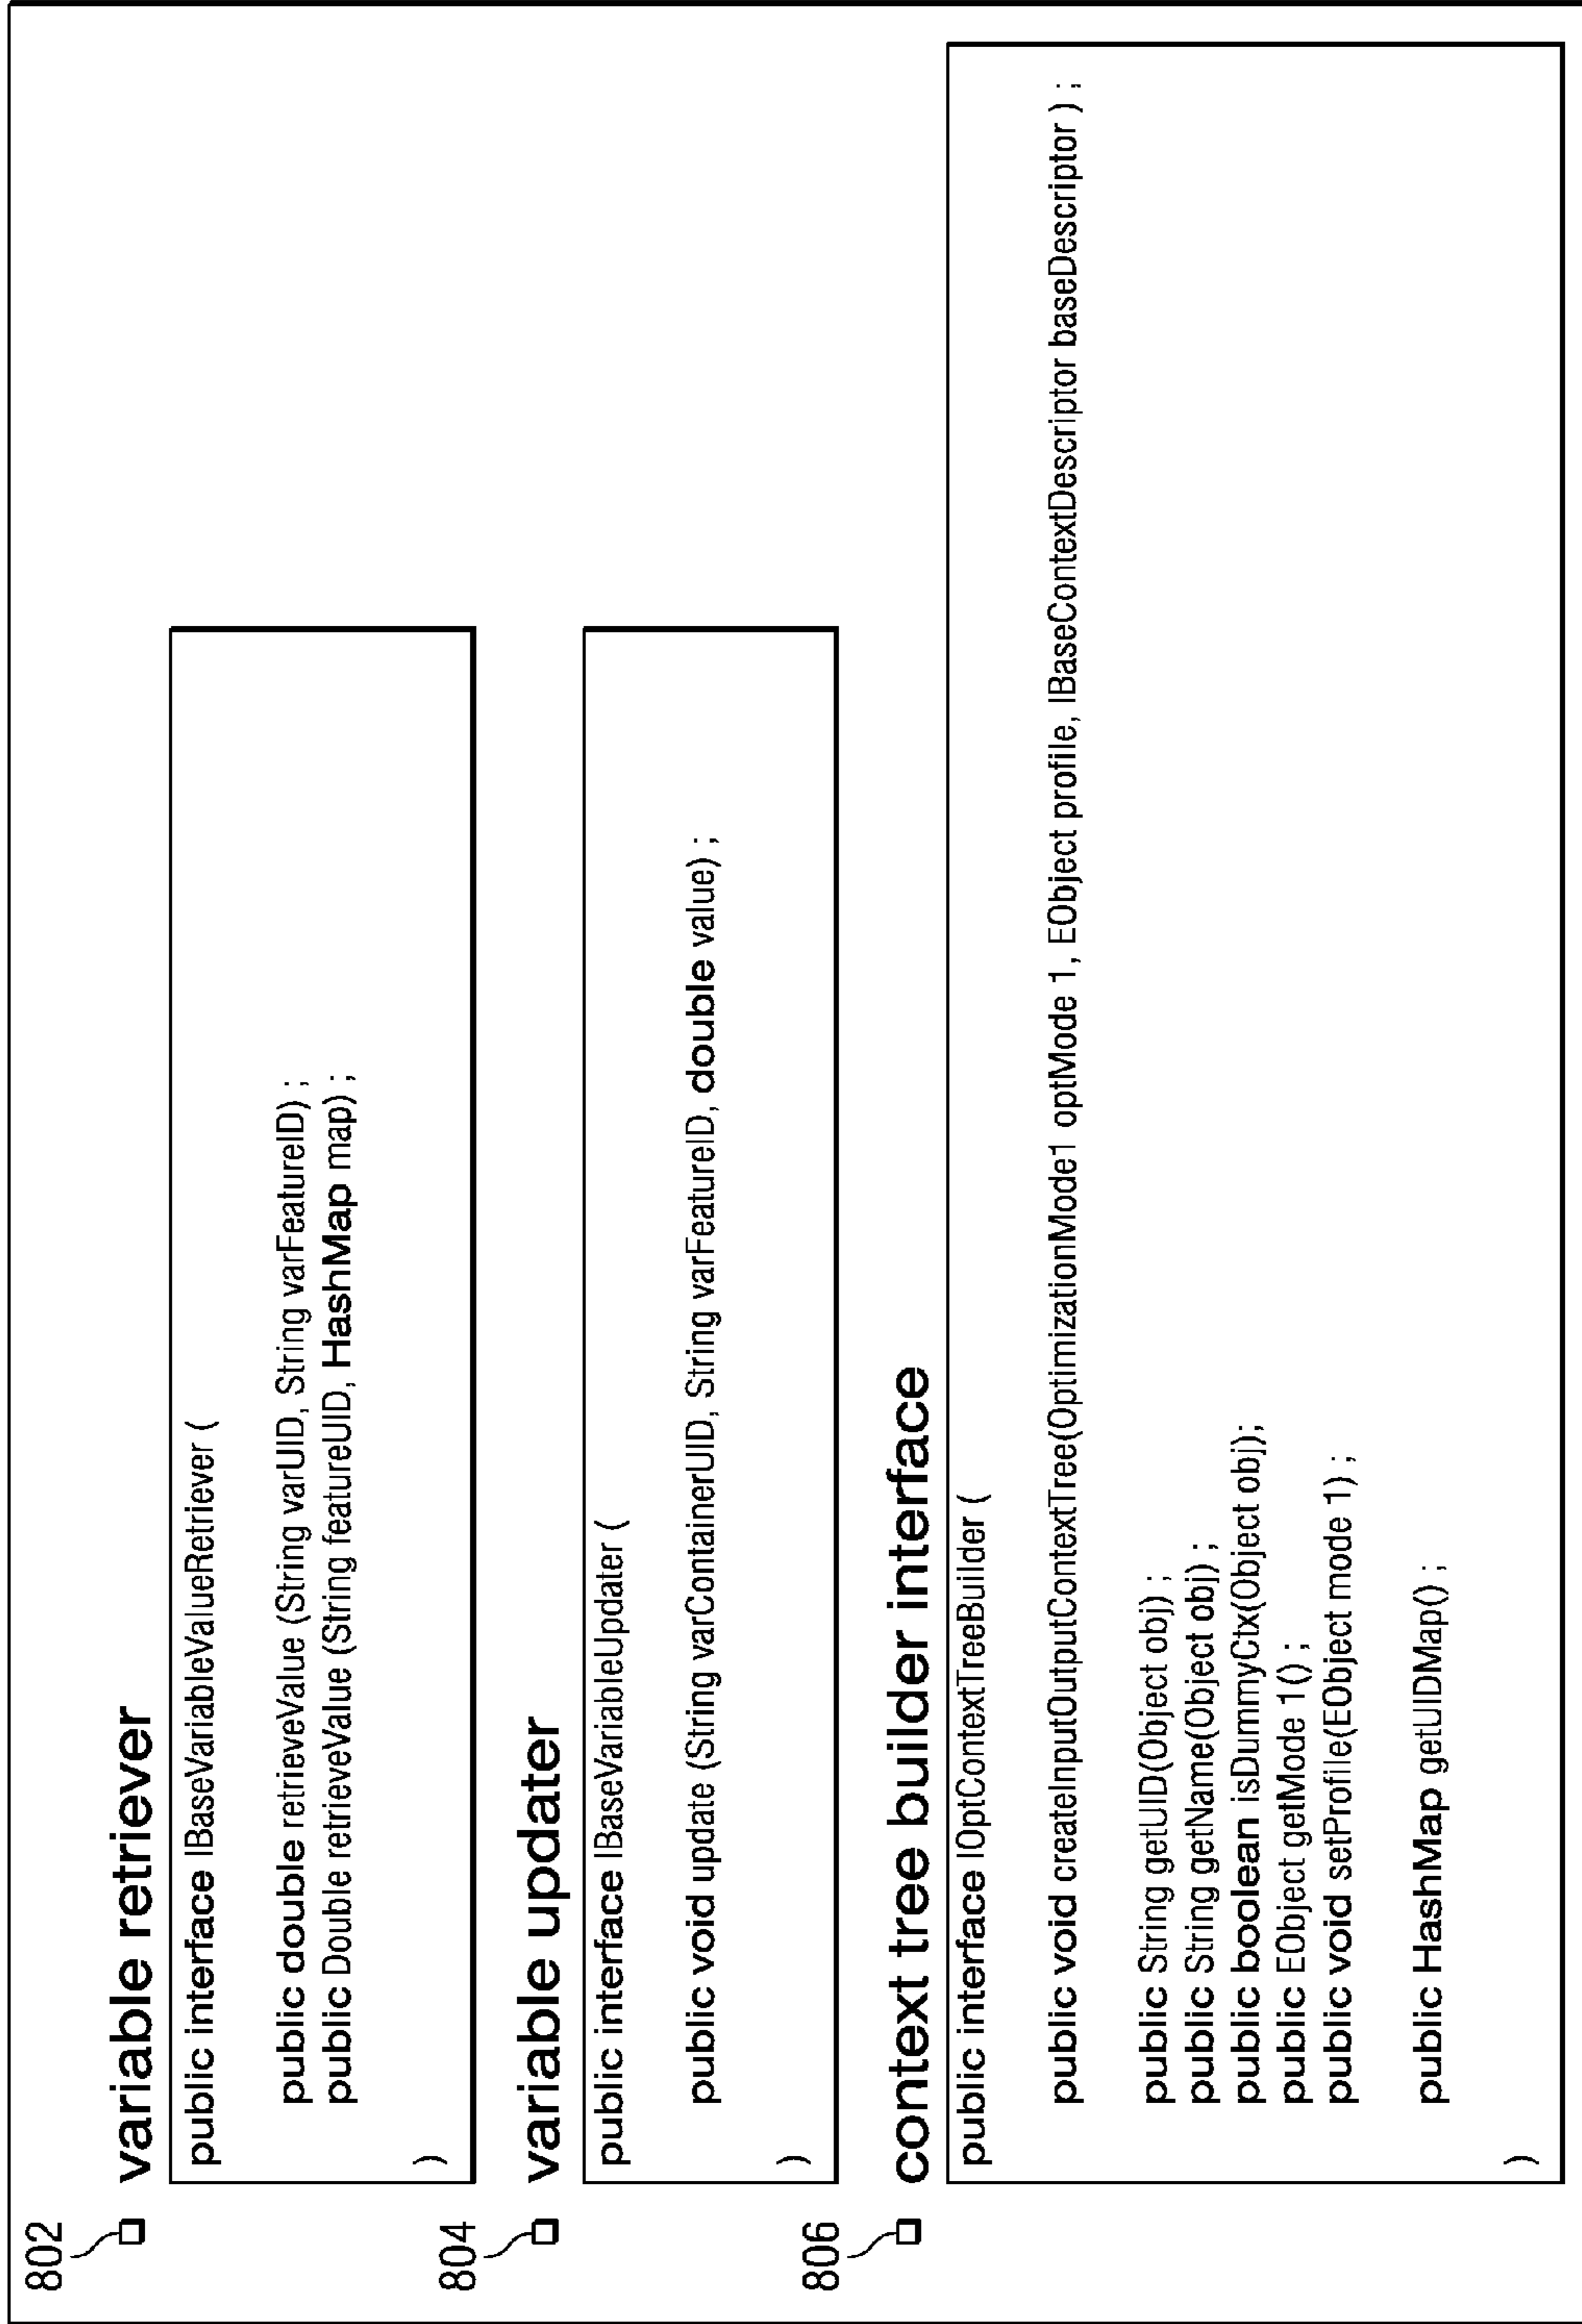 802
variable retriever
public interface IBaseVariableValueRetriever (
public double retrieveValue (String varUID, String varFeatureID) ;
public Double retrieveValue (String featureUID, HashMap map) ;
)
804
variable updater
public interface IBaseVariableUpdater (
public void update (String varContainerUID, String varFeatureID, double value) ;
)
806
context tree builder interface
public interface IOptContextTreeBuilder (
public void createInputOutputContextTree(OptimizationMode1 optMode 1, EObject profile, IBaseContextDescriptor baseDescriptor ) ;
public String getUID(Object obj) ;
public String getName(Object obj) ;
public boolean isDummyCtx(Object obj);
public EObject getMode 1();
public void setProfile(EObject mode 1) ;
public HashMap getUIDMap() ;
)